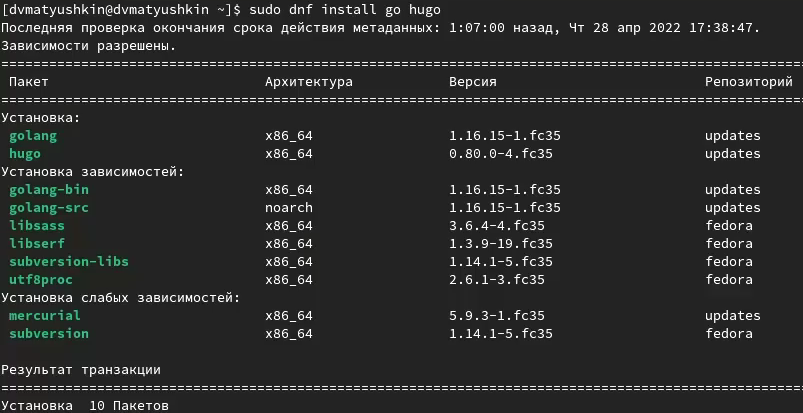 [dvmatyushkin@dvmatyushkin ~]$ sudo dnf install go hugo
Последняя проверка окончания срока действия метаданных: 1:07:00 назад, Чт 28 апр 2022 17:38:47.
Зависимости разрешены.
================================================================================
Пакет Архитектура Версия Репозиторий
================================================================================
Установка:
golang x86_64 1.16.15-1.fc35 updates
hugo x86_64 0.80.0-4.fc35 updates
Установка зависимостей:
golang-bin x86_64 1.16.15-1.fc35 updates
golang-src noarch 1.16.15-1.fc35 updates
libsass x86_64 3.6.4-4.fc35 fedora
libserf x86_64 1.3.9-19.fc35 fedora
subversion-libs x86_64 1.14.1-5.fc35 fedora
utf8proc x86_64 2.6.1-3.fc35 fedora
Установка слабых зависимостей:
mercurial x86_64 5.9.3-1.fc35 updates
subversion x86_64 1.14.1-5.fc35 fedora
Результат транзакции
================================================================================
Установка 10 Пакетов